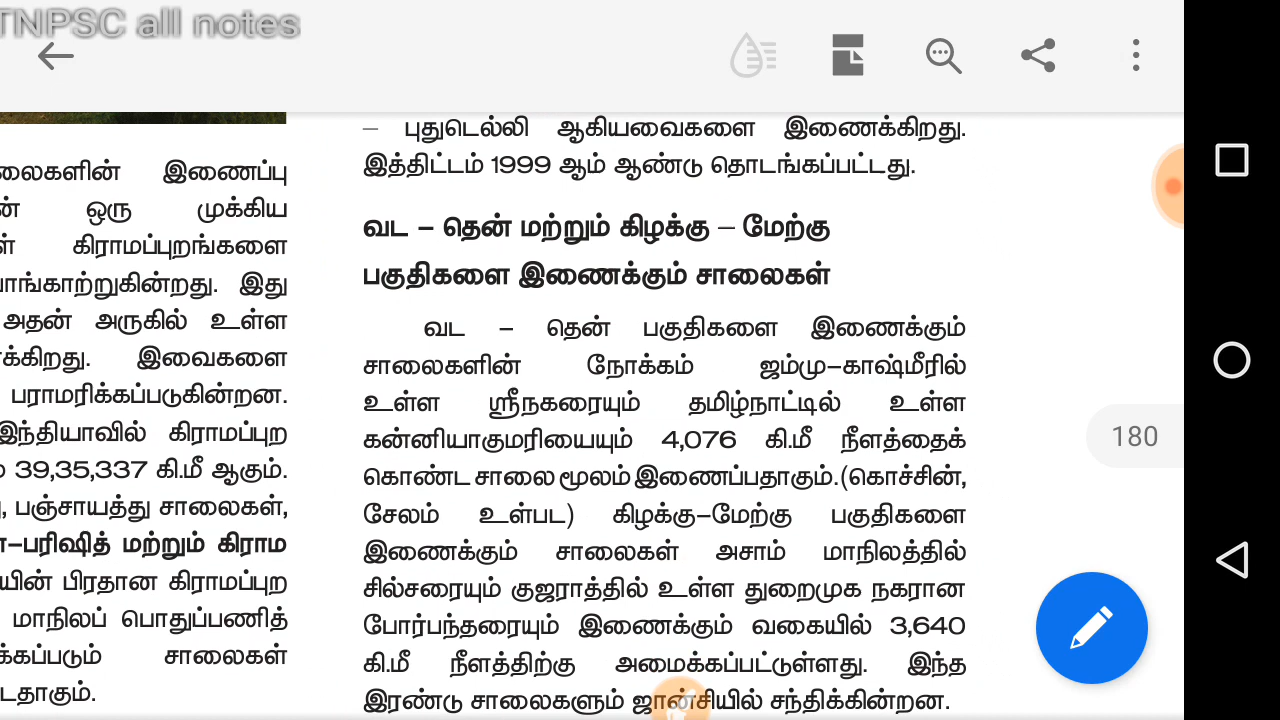 TNPSC all notes
லைகளின் இணைப்பு
ஒரு முக்கிய
கிராமப்புறங்களை
இது
அதன் அருகில் உள்ள
இவைகளை
பராமரிக்கப்படுகின்றன.
இந்தியாவில் கிராமப்புற
39,35,337 கி.மீ ஆகும்.
பஞ்சாயத்து சாலைகள்,
–பரிஷித் மற்றும் கிராம
யின் பிரதான கிராமப்புற
மாநிலப் பொதுப்பணித்
க்கப்படும் சாலைகள்
டதாகும்.
– புதுடெல்லி ஆகியவைகளை இணைக்கிறது.
இத்திட்டம் 1999 ஆம் ஆண்டு தொடங்கப்பட்டது.
வட – தென் மற்றும் கிழக்கு – மேற்கு
பகுதிகளை இணைக்கும் சாலைகள்
வட – தென் பகுதிகளை இணைக்கும்
சாலைகளின் நோக்கம் ஜம்மு–காஷ்மீரில்
உள்ள ஸ்ரீநகரையும் தமிழ்நாட்டில் உள்ள
கன்னியாகுமரியையும் 4,076 கி.மீ நீளத்தைக்
கொண்ட சாலை மூலம் இணைப்பதாகும்.(கொச்சின்,
சேலம் உள்பட) கிழக்கு–மேற்கு பகுதிகளை
இணைக்கும் சாலைகள் அசாம் மாநிலத்தில்
சில்சரையும் குஜராத்தில் உள்ள துறைமுக நகரான
போர்பந்தரையும் இணைக்கும் வகையில் 3,640
கி.மீ நீளத்திற்கு அமைக்கப்பட்டுள்ளது. இந்த
இரண்டு சாலைகளும் ஜான்சியில் சந்திக்கின்றன.
180